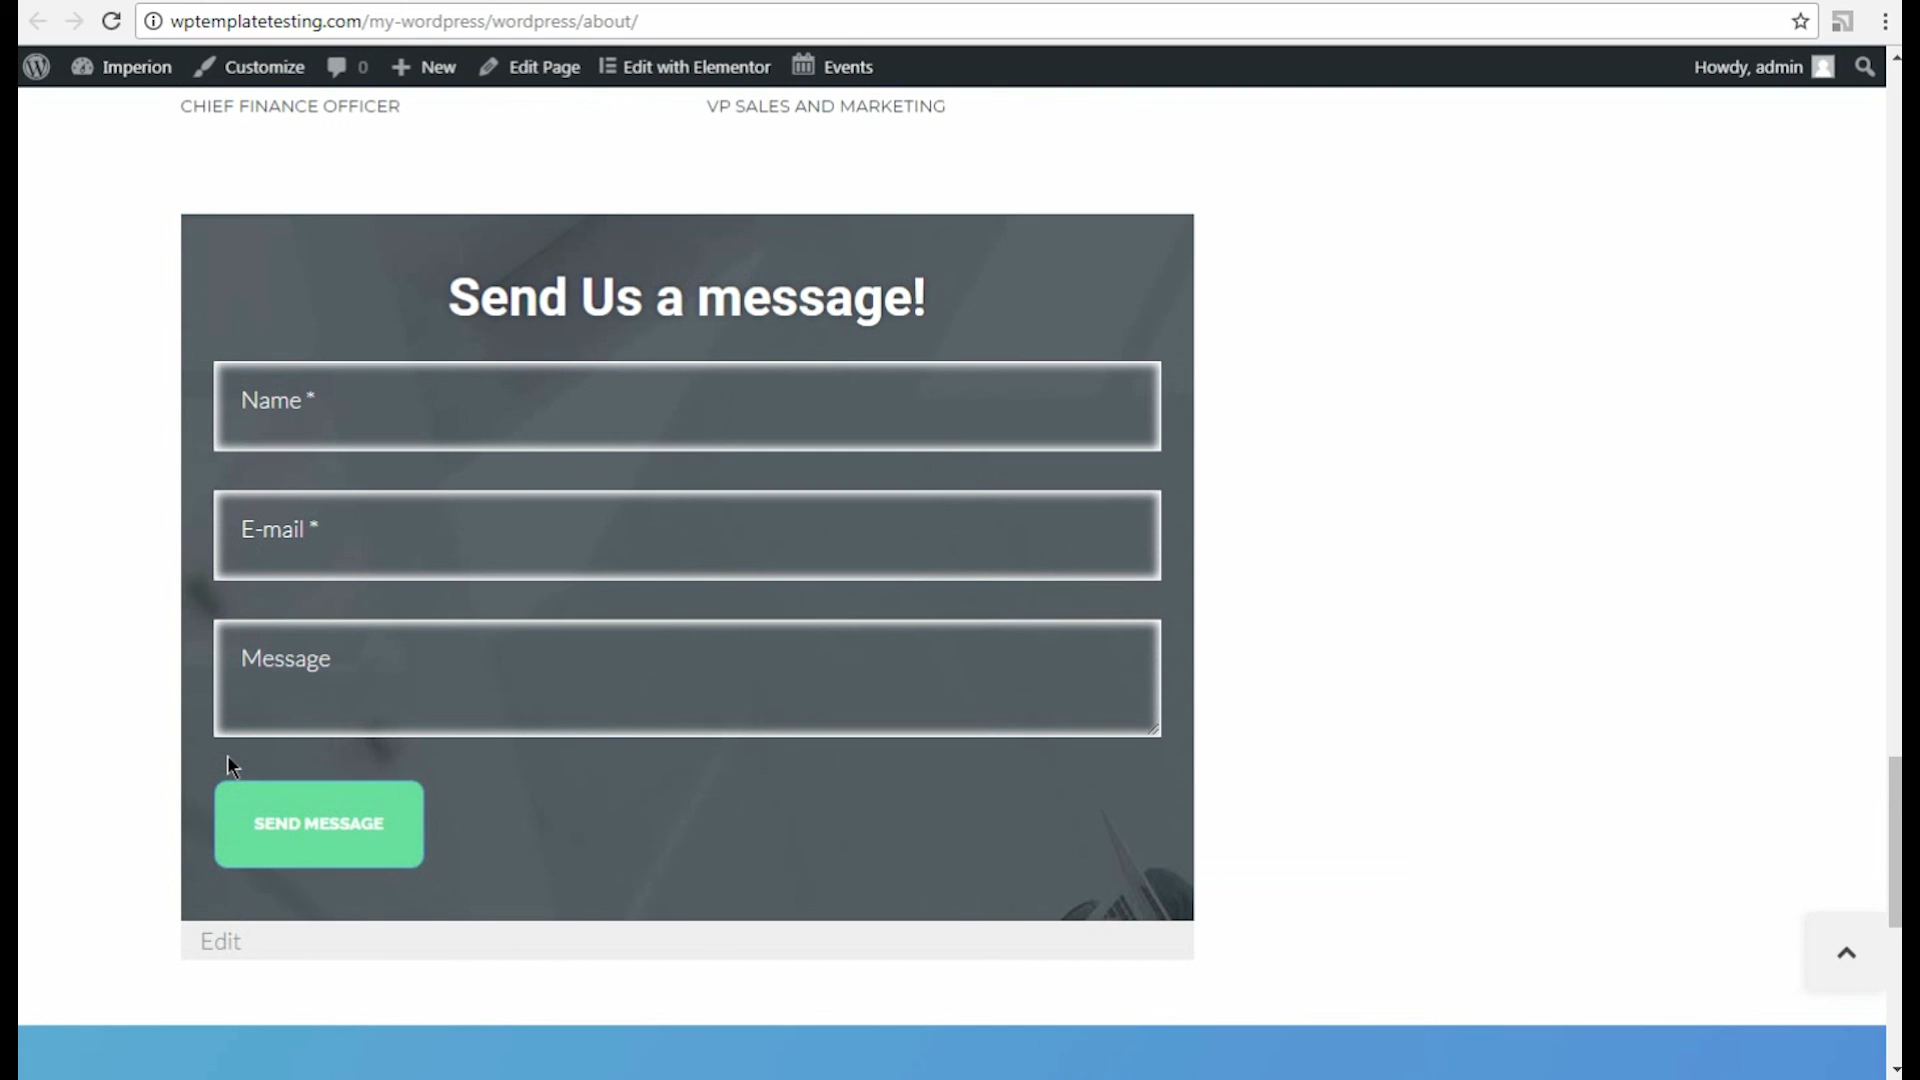 wptemplatetesting.com/my-wordpress/wordpress/about/
Imperion Customize 0 New Edit Page Edit with Elementor Events Howdy, admin
CHIEF FINANCE OFFICER VP SALES AND MARKETING
Send Us a message!
Name *
E-mail *
Message
SEND MESSAGE
Edit